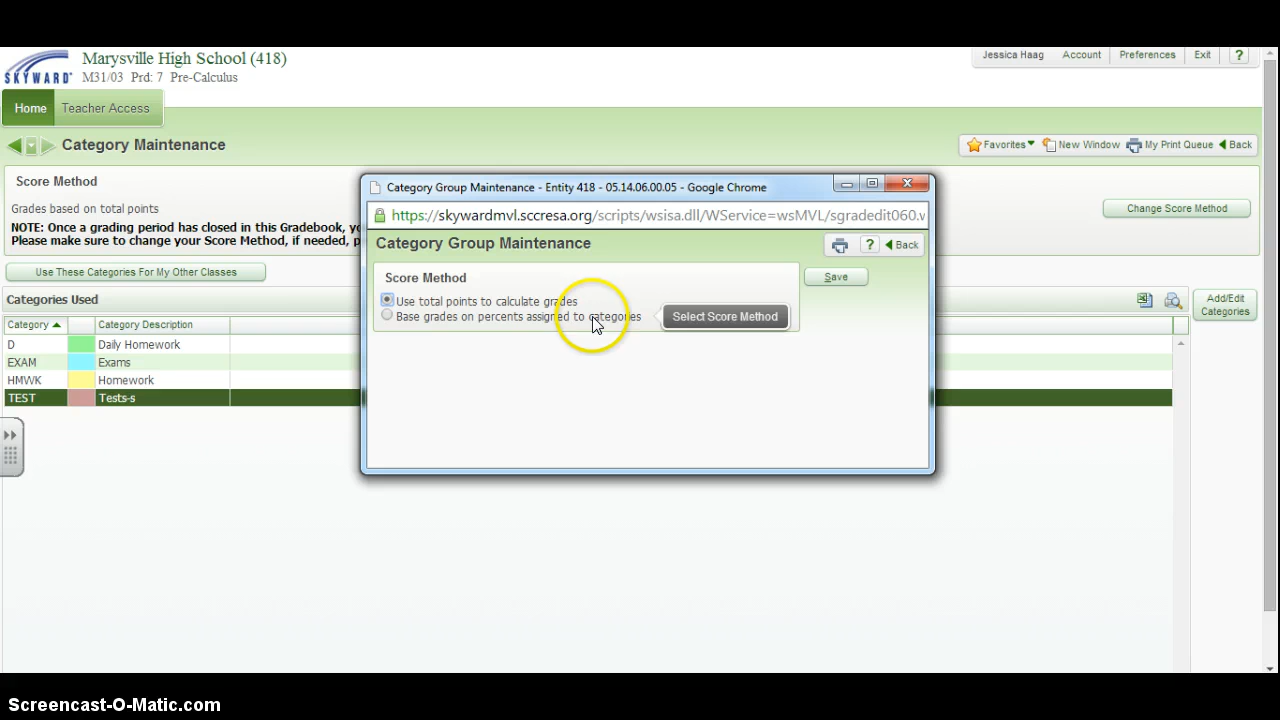 Marysville High School (418)
SKYWARD
M31/03 Prd: 7 Pre-Calculus
Jessica Haag Account Preferences Exit ?
Home Teacher Access
Category Maintenance
Favorites New Window My Print Queue Back
Score Method
Grades based on total points
NOTE: Once a grading period has closed in this Gradebook, yo
Please make sure to change your Score Method, if needed, p
Change Score Method
Use These Categories For My Other Classes
Categories Used
Add/Edit
Categories
Category Category Description
D Daily Homework
EXAM Exams
HMWK Homework
TEST Tests-s
Category Group Maintenance - Entity 418 - 05.14.06.00.05 - Google Chrome
https://skywardmvl.sccresa.org/scripts/wsisa.dll/WService=wsMVL/sgradedit060.w
Category Group Maintenance
? Back
Score Method
Save
Use total points to calculate grades
Base grades on percents assigned to categories
Select Score Method
Screencast-O-Matic.com